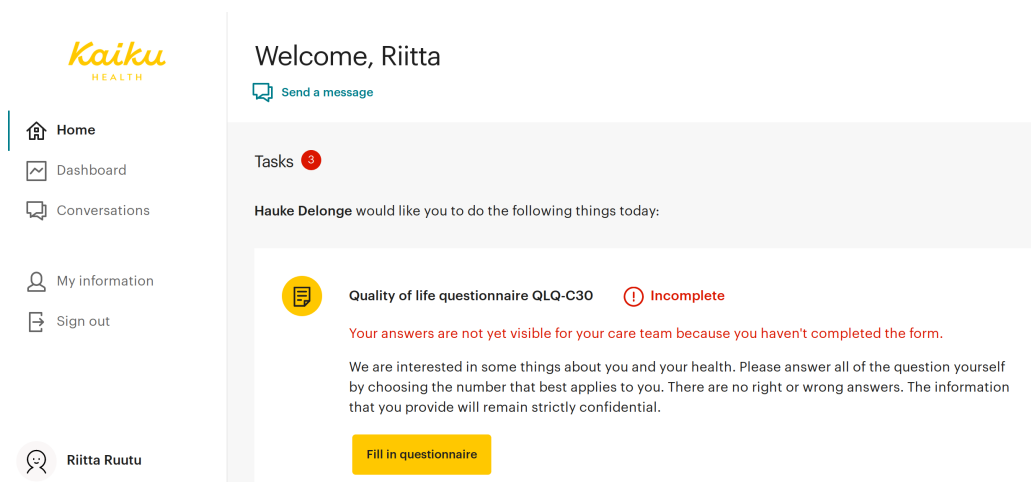 Kaiku
HEALTH
Home
Dashboard
Conversations
My information
Sign out
Riitta Ruutu
Welcome, Riitta
Send a message
Tasks 3
Hauke Delonge would like you to do the following things today:
Quality of life questionnaire QLQ-C30 Incomplete
Your answers are not yet visible for your care team because you haven't completed the form.
We are interested in some things about you and your health. Please answer all of the question yourself
by choosing the number that best applies to you. There are no right or wrong answers. The information
that you provide will remain strictly confidential.
Fill in questionnaire